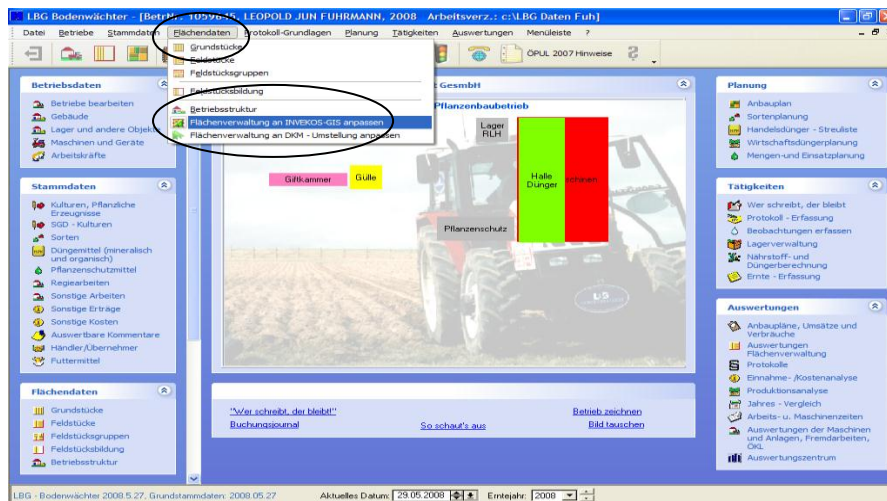 LBG Bodenwächter - [BetrNr. 1059615, LEOPOLD JUN FUHRMANN, 2008 Arbeitsverz.: c:\LBG Daten Fuh]
Datei Betriebe Stammdaten Flächendaten Protokoll-Grundlagen Planung Tätigkeiten Auswertungen Menüleiste ?
ÖPUL 2007 Hinweise
Grundstücke
Feldstücke
Feldstücksgruppen
Feldstücksbildung
Betriebsstruktur
Flächenverwaltung an INVEKOS-GIS anpassen
Flächenverwaltung an DKM - Umstellung anpassen
Betriebsdaten
Betriebe bearbeiten
Gebäude
Lager und andere Objekte
Maschinen und Geräte
Arbeitskräfte
Stammdaten
Kulturen, Pflanzliche
Erzeugnisse
SGD - Kulturen
Sorten
Düngemittel (mineralisch
und organisch)
Pflanzenschutzmittel
Regiearbeiten
Sonstige Arbeiten
Sonstige Erträge
Sonstige Kosten
Auswertbare Kommentare
Händler/Übernehmer
Futtermittel
Flächendaten
Grundstücke
Feldstücke
Feldstücksgruppen
Feldstücksbildung
Betriebsstruktur
GesmbH
Pflanzenbaubetrieb
Lager
RLH
Giftkammer
Gülle
Halle
Dünger
Pflanzenschutz
"Wer schreibt, der bleibt!"
Buchungsjournal
So schaut's aus
Betrieb zeichnen
Bild tauschen
Planung
Anbauplan
Sortenplanung
Handelsdünger - Streuliste
Wirtschaftsdüngerplanung
Mengen-und Einsatzplanung
Tätigkeiten
Wer schreibt, der bleibt
Protokoll - Erfassung
Beobachtungen erfassen
Lagerverwaltung
Nährstoff- und
Düngerberechnung
Ernte - Erfassung
Auswertungen
Anbaupläne, Umsätze und
Verbräuche
Auswertungen
Flächenverwaltung
Protokolle
Einnahme- /Kostenanalyse
Produktionsanalyse
Jahres - Vergleich
Arbeits- u. Maschinenzeiten
Auswertungen der Maschinen
und Anlagen, Fremdarbeiten,
ÖKL
Auswertungszentrum
LBG - Bodenwächter 2008.5.27, Grundstammdaten: 2008.05.27 Aktuelles Datum: 29.05.2008 Erntejahr: 2008